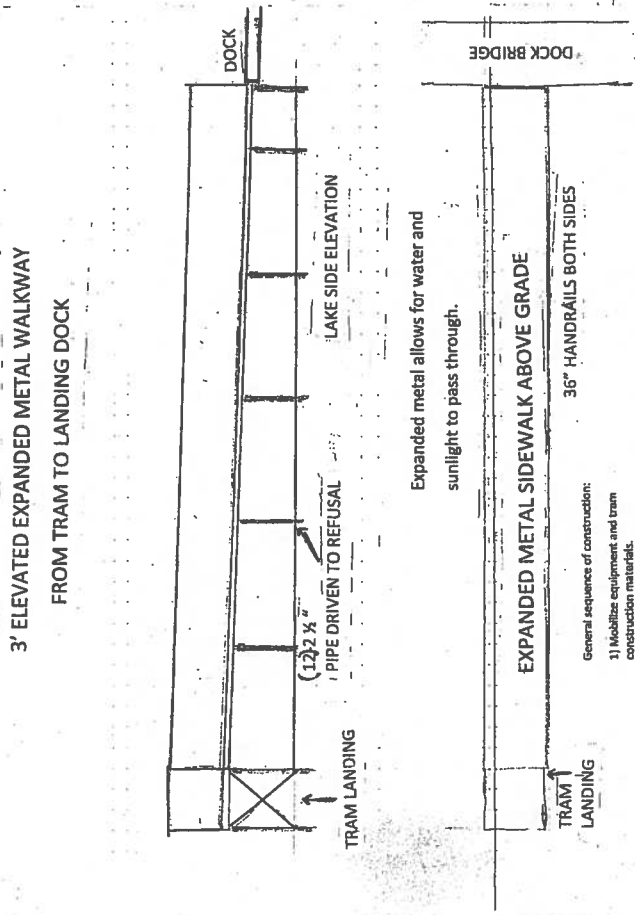 3' ELEVATED EXPANDED METAL WALKWAY
FROM TRAM TO LANDING DOCK
DOCK
LAKE SIDE ELEVATION
(12) 2 ½ "
PIPE DRIVEN TO REFUSAL
TRAM LANDING
Expanded metal allows for water and
sunlight to pass through.
DOCK BRIDGE
EXPANDED METAL SIDEWALK ABOVE GRADE
36" HANDRAILS BOTH SIDES
TRAM
LANDING
General sequence of construction:
1) Mobilize equipment and tram
construction materials.